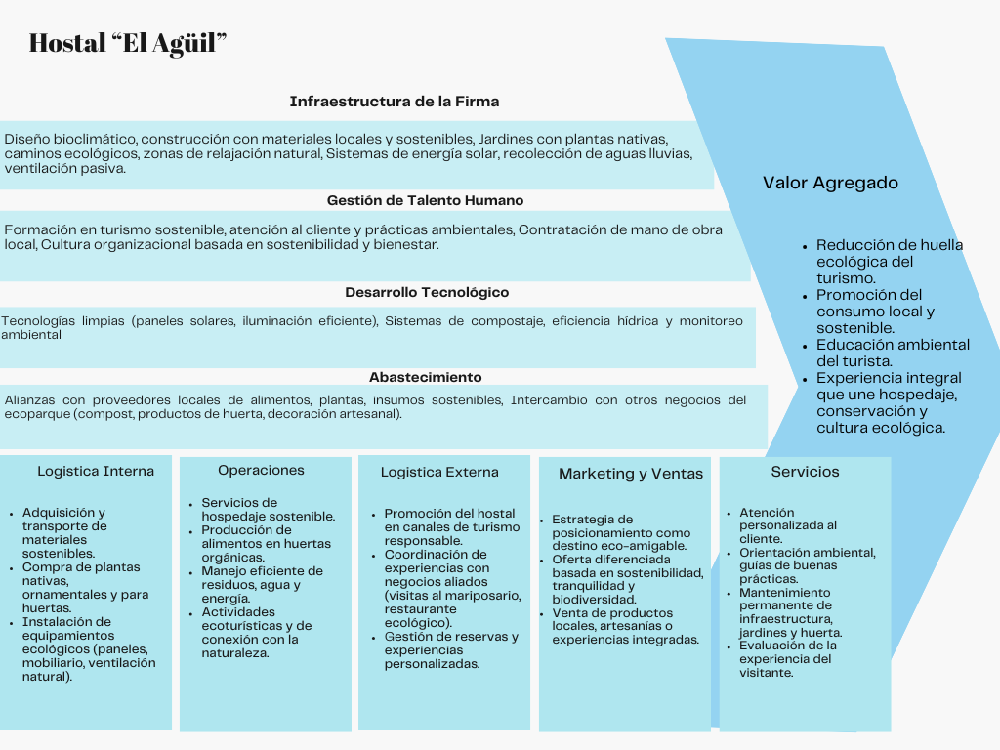 Hostal “El Agüil”
Infraestructura de la Firma
Diseño bioclimático, construcción con materiales locales y sostenibles, Jardines con plantas nativas,
caminos ecológicos, zonas de relajación natural, Sistemas de energía solar, recolección de aguas lluvias,
ventilación pasiva.
Gestión de Talento Humano
Formación en turismo sostenible, atención al cliente y prácticas ambientales, Contratación de mano de obra
local, Cultura organizacional basada en sostenibilidad y bienestar.
Desarrollo Tecnológico
Tecnologías limpias (paneles solares, iluminación eficiente), Sistemas de compostaje, eficiencia hídrica y monitoreo
ambiental
Abastecimiento
Alianzas con proveedores locales de alimentos, plantas, insumos sostenibles, Intercambio con otros negocios del
ecoparque (compost, productos de huerta, decoración artesanal).
Valor Agregado
• Reducción de huella
ecológica del
turismo.
• Promoción del
consumo local y
sostenible.
• Educación ambiental
del turista.
• Experiencia integral
que une hospedaje,
conservación y
cultura ecológica.
Logistica Interna
• Adquisición y
transporte de
materiales
sostenibles.
• Compra de plantas
nativas,
ornamentales y para
huertas.
• Instalación de
equipamientos
ecológicos (paneles,
mobiliario, ventilación
natural).
Operaciones
• Servicios de
hospedaje sostenible.
• Producción de
alimentos en huertas
orgánicas.
• Manejo eficiente de
residuos, agua y
energía.
• Actividades
ecoturísticas y de
conexión con la
naturaleza.
Logistica Externa
• Promoción del hostal
en canales de turismo
responsable.
• Coordinación de
experiencias con
negocios aliados
(visitas al mariposario,
restaurante
ecológico).
• Gestión de reservas y
experiencias
personalizadas.
Marketing y Ventas
• Estrategia de
posicionamiento como
destino eco-amigable.
• Oferta diferenciada
basada en sostenibilidad,
tranquilidad y
biodiversidad.
• Venta de productos
locales, artesanías o
experiencias integradas.
Servicios
• Atención
personalizada al
cliente.
• Orientación ambiental,
guías de buenas
prácticas.
• Mantenimiento
permanente de
infraestructura,
jardines y huerta.
• Evaluación de la
experiencia del
visitante.